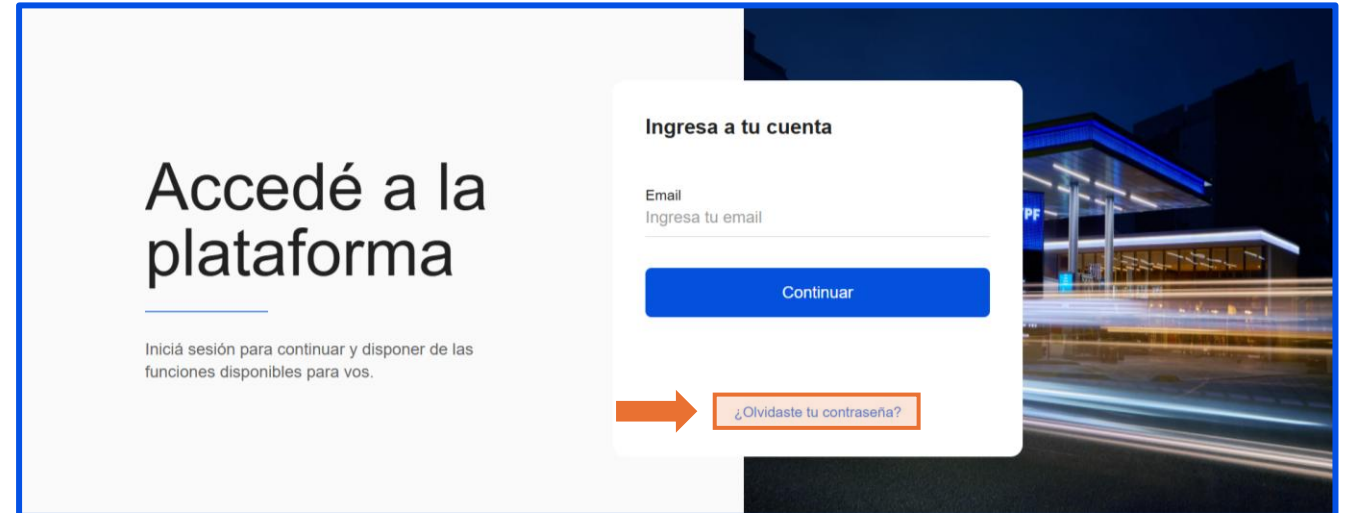 Accedé a la
plataforma
Iniciá sesión para continuar y disponer de las
funciones disponibles para vos.
Ingresa a tu cuenta
Email
Ingresa tu email
Continuar
¿Olvidaste tu contraseña?
YPF